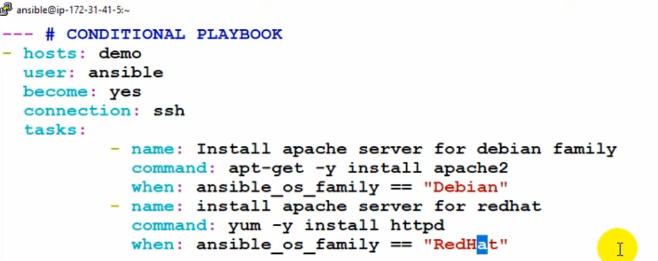 ansible@ip-172-31-41-5:~
--- # CONDITIONAL PLAYBOOK
- hosts: demo
  user: ansible
  become: yes
  connection: ssh
  tasks:
         - name: Install apache server for debian family
           command: apt-get -y install apache2
           when: ansible_os_family == "Debian"
         - name: install apache server for redhat
           command: yum -y install httpd
           when: ansible_os_family == "RedHat"